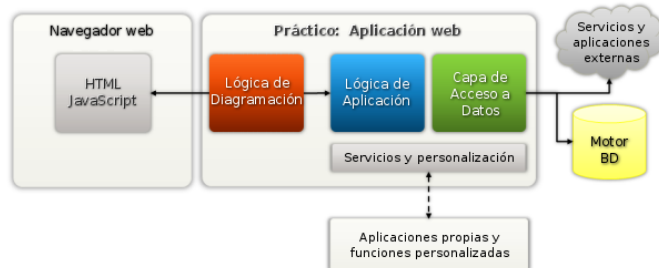 Navegador web
Práctico: Aplicación web
Servicios y
aplicaciones
externas
HTML
JavaScript
Lógica de
Diagramación
Lógica de
Aplicación
Capa de
Acceso a
Datos
Motor
BD
Servicios y personalización
Aplicaciones propias y
funciones personalizadas